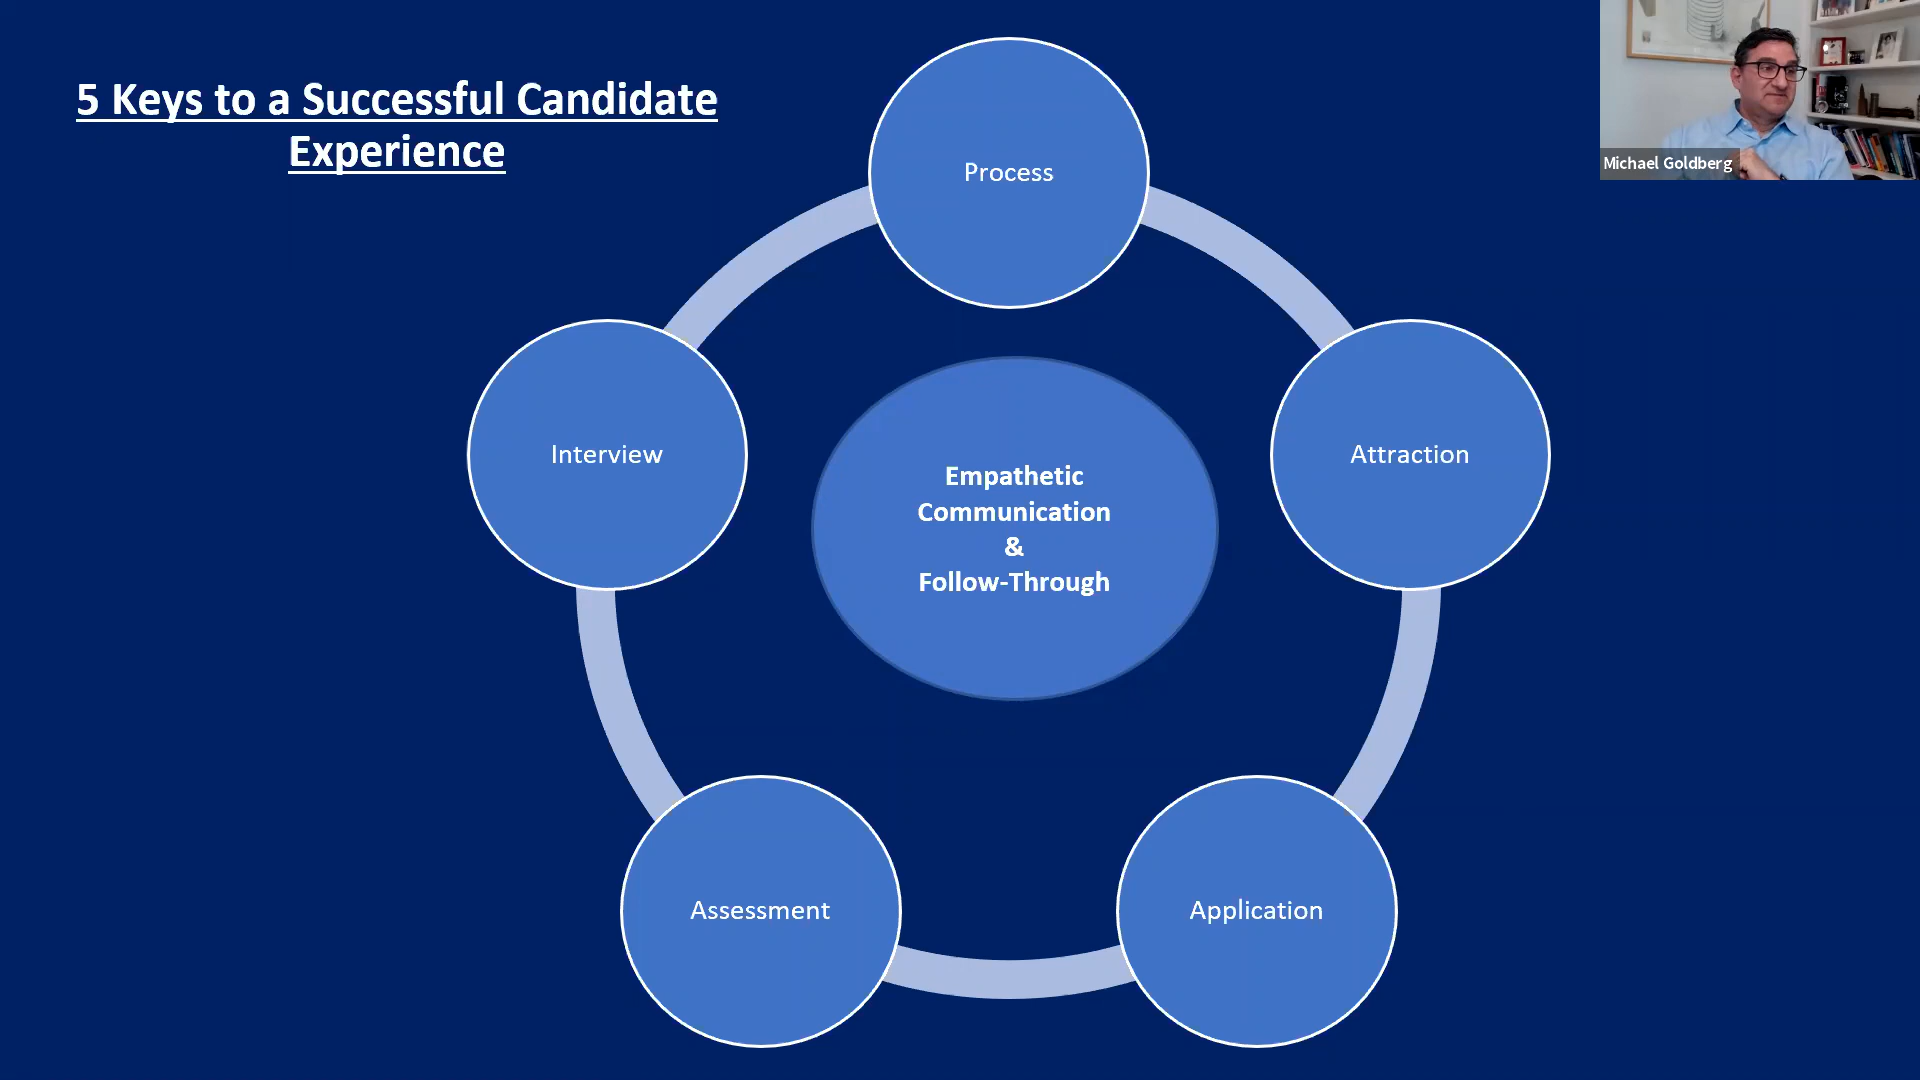 5 Keys to a Successful Candidate
Experience
Process
Michael Goldberg
Interview
Attraction
Empathetic
Communication
&
Follow-Through
Assessment
Application